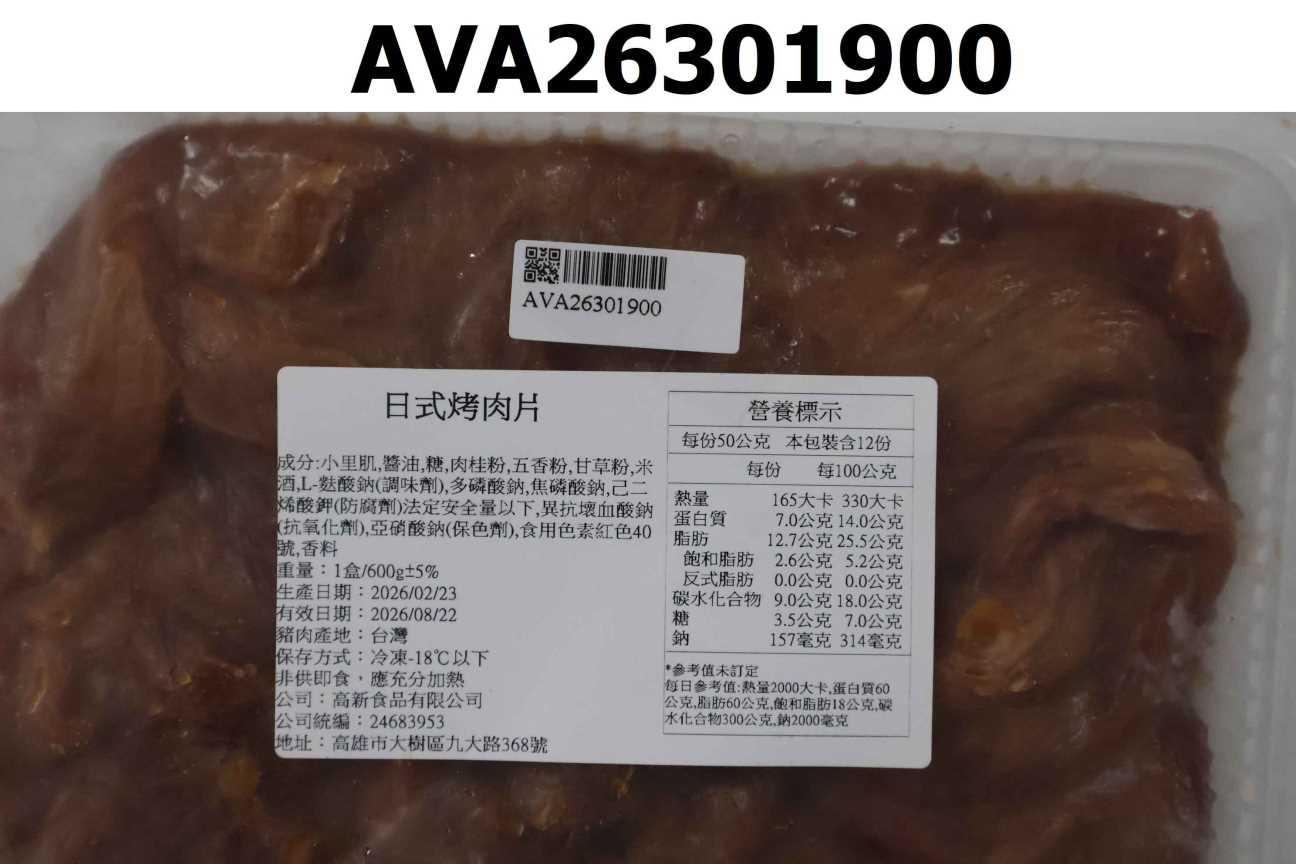 AVA26301900
AVA26301900
日式烤肉片
成分:小里肌,醬油,糖,肉桂粉,五香粉,甘草粉,米
酒,L-麩酸鈉(調味劑),多磷酸鈉,焦磷酸鈉,己二
烯酸鉀(防腐劑)法定安全量以下,異抗壞血酸鈉
(抗氧化劑),亞硝酸鈉(保色劑),食用色素紅色40
號,香料
重量：1盒/600g±5%
生產日期：2026/02/23
有效日期：2026/08/22
豬肉產地：台灣
保存方式：冷凍-18℃以下
非供即食，應充分加熱
公司：高新食品有限公司
公司統編：24683953
地址：高雄市大樹區九大路368號
營養標示
每份50公克 本包裝含12份
每份 每100公克
熱量 165大卡 330大卡
蛋白質 7.0公克 14.0公克
脂肪 12.7公克 25.5公克
飽和脂肪 2.6公克 5.2公克
反式脂肪 0.0公克 0.0公克
碳水化合物 9.0公克 18.0公克
糖 3.5公克 7.0公克
鈉 157毫克 314毫克
*參考值未訂定
每日參考值:熱量2000大卡,蛋白質60
公克,脂肪60公克,飽和脂肪18公克,碳
水化合物300公克,鈉2000毫克